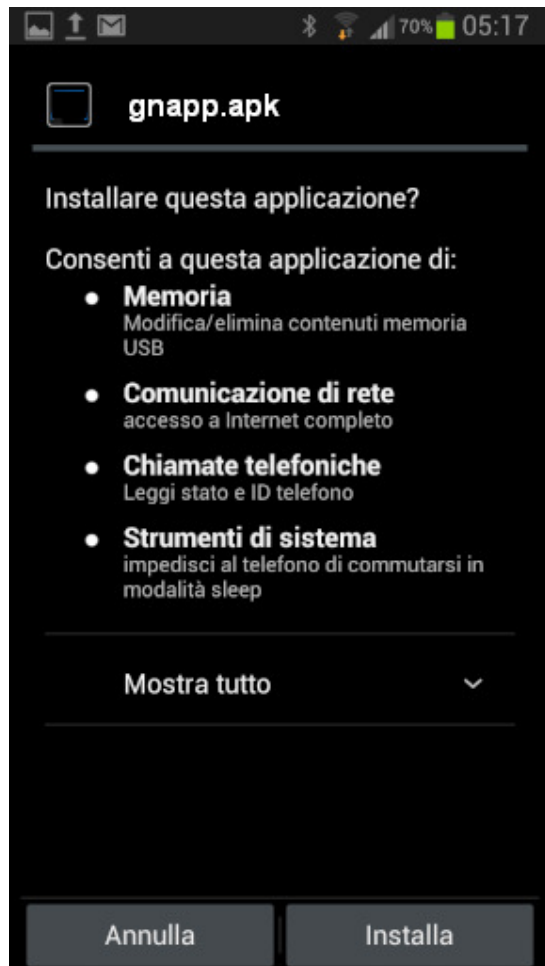 70% 05:17
gnapp.apk
Installare questa applicazione?
Consenti a questa applicazione di:
Memoria
Modifica/elimina contenuti memoria
USB
Comunicazione di rete
accesso a Internet completo
Chiamate telefoniche
Leggi stato e ID telefono
Strumenti di sistema
impedisci al telefono di commutarsi in
modalità sleep
Mostra tutto
Annulla Installa